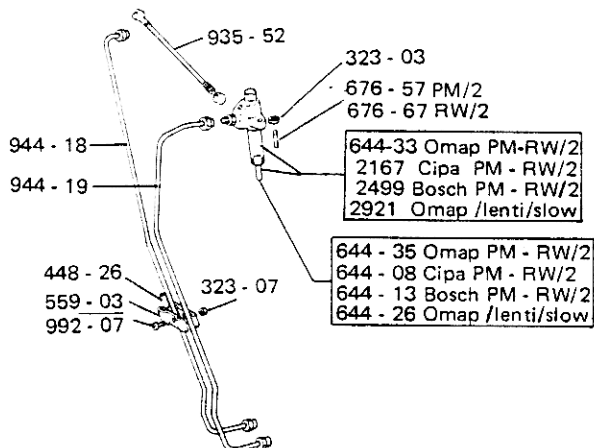 935 - 52
323 - 03
676 - 57 PM/2
676 - 67 RW/2
944 - 18
944 - 19
644-33 Omap PM-RW/2
2167 Cipa PM - RW/2
2499 Bosch PM - RW/2
2921 Omap /lenti/slow
644 - 35 Omap PM - RW/2
644 - 08 Cipa PM - RW/2
644 - 13 Bosch PM - RW/2
644 - 26 Omap /lenti/slow
448 - 26
559 - 03
992 - 07
323 - 07